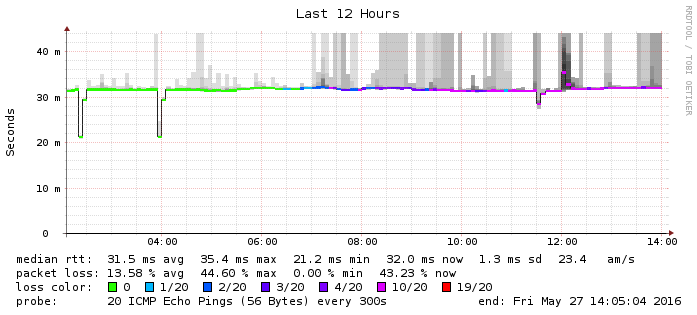 Last 12 Hours
RRDTOOL / TOBI OETIKER
Seconds
40 m
30 m
20 m
10 m
0
04:00 06:00 08:00 10:00 12:00 14:00
median rtt: 31.5 ms avg 35.4 ms max 21.2 ms min 32.0 ms now 1.3 ms sd 23.4 am/s
packet loss: 13.58 % avg 44.60 % max 0.00 % min 43.23 % now
loss color: 0 1/20 2/20 3/20 4/20 10/20 19/20
probe: 20 ICMP Echo Pings (56 Bytes) every 300s end: Fri May 27 14:05:04 2016